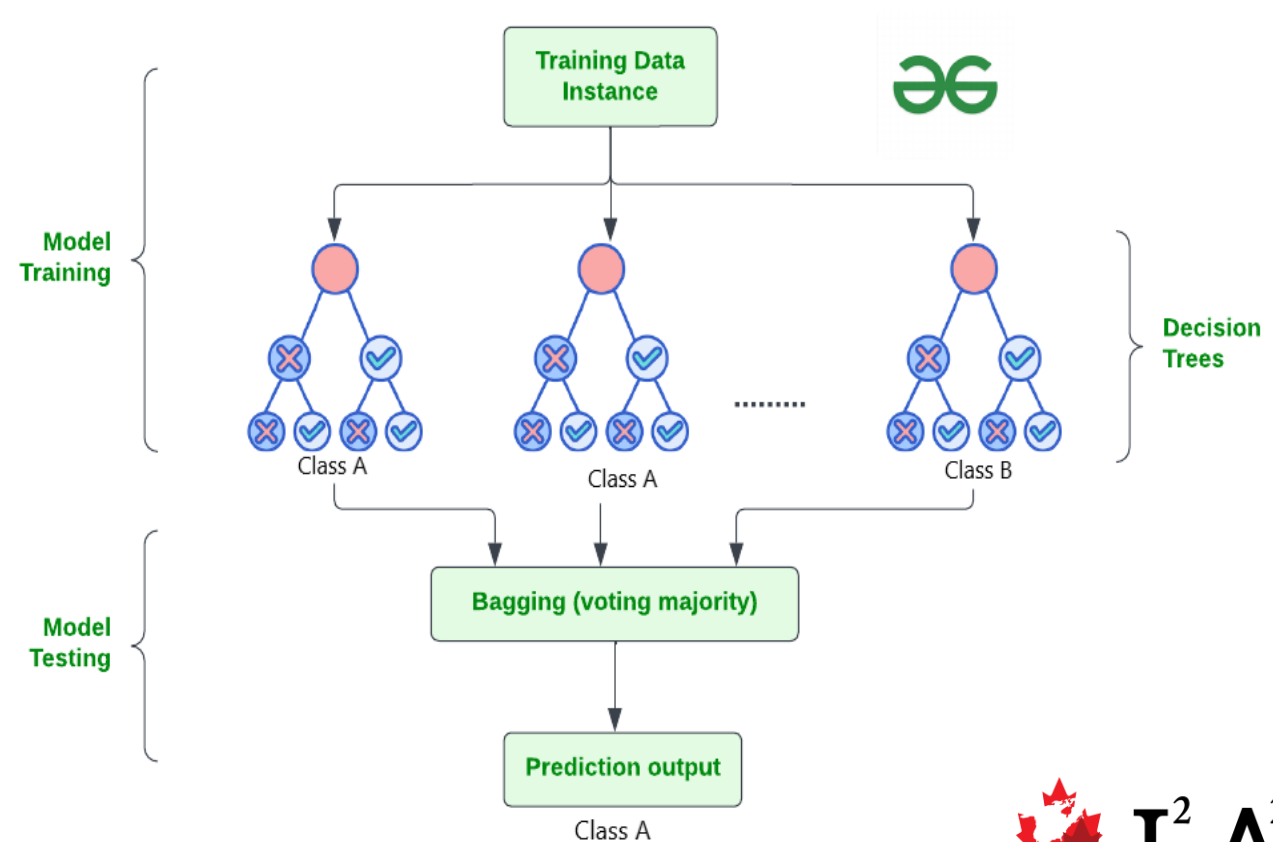 Training Data
Instance
Model
Training
Decision
Trees
.........
Class A
Class A
Class B
Bagging (voting majority)
Model
Testing
Prediction output
Class A